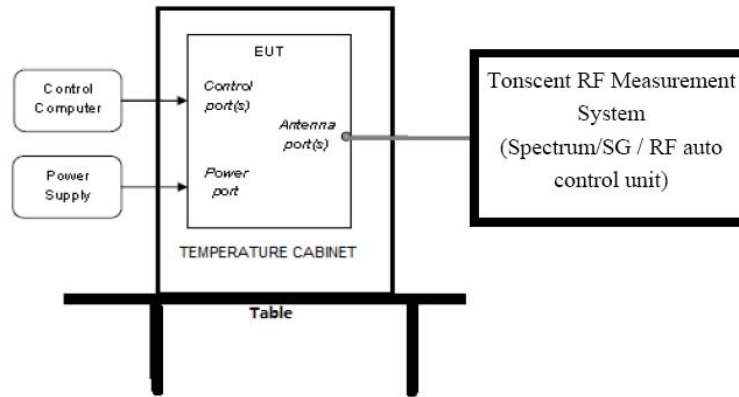 EUT
Control
Computer
Control
port(s)
Antenna
port(s)
Power
Supply
Power
port
TEMPERATURE CABINET
Table
Tonscent RF Measurement
System
(Spectrum/SG / RF auto
control unit)